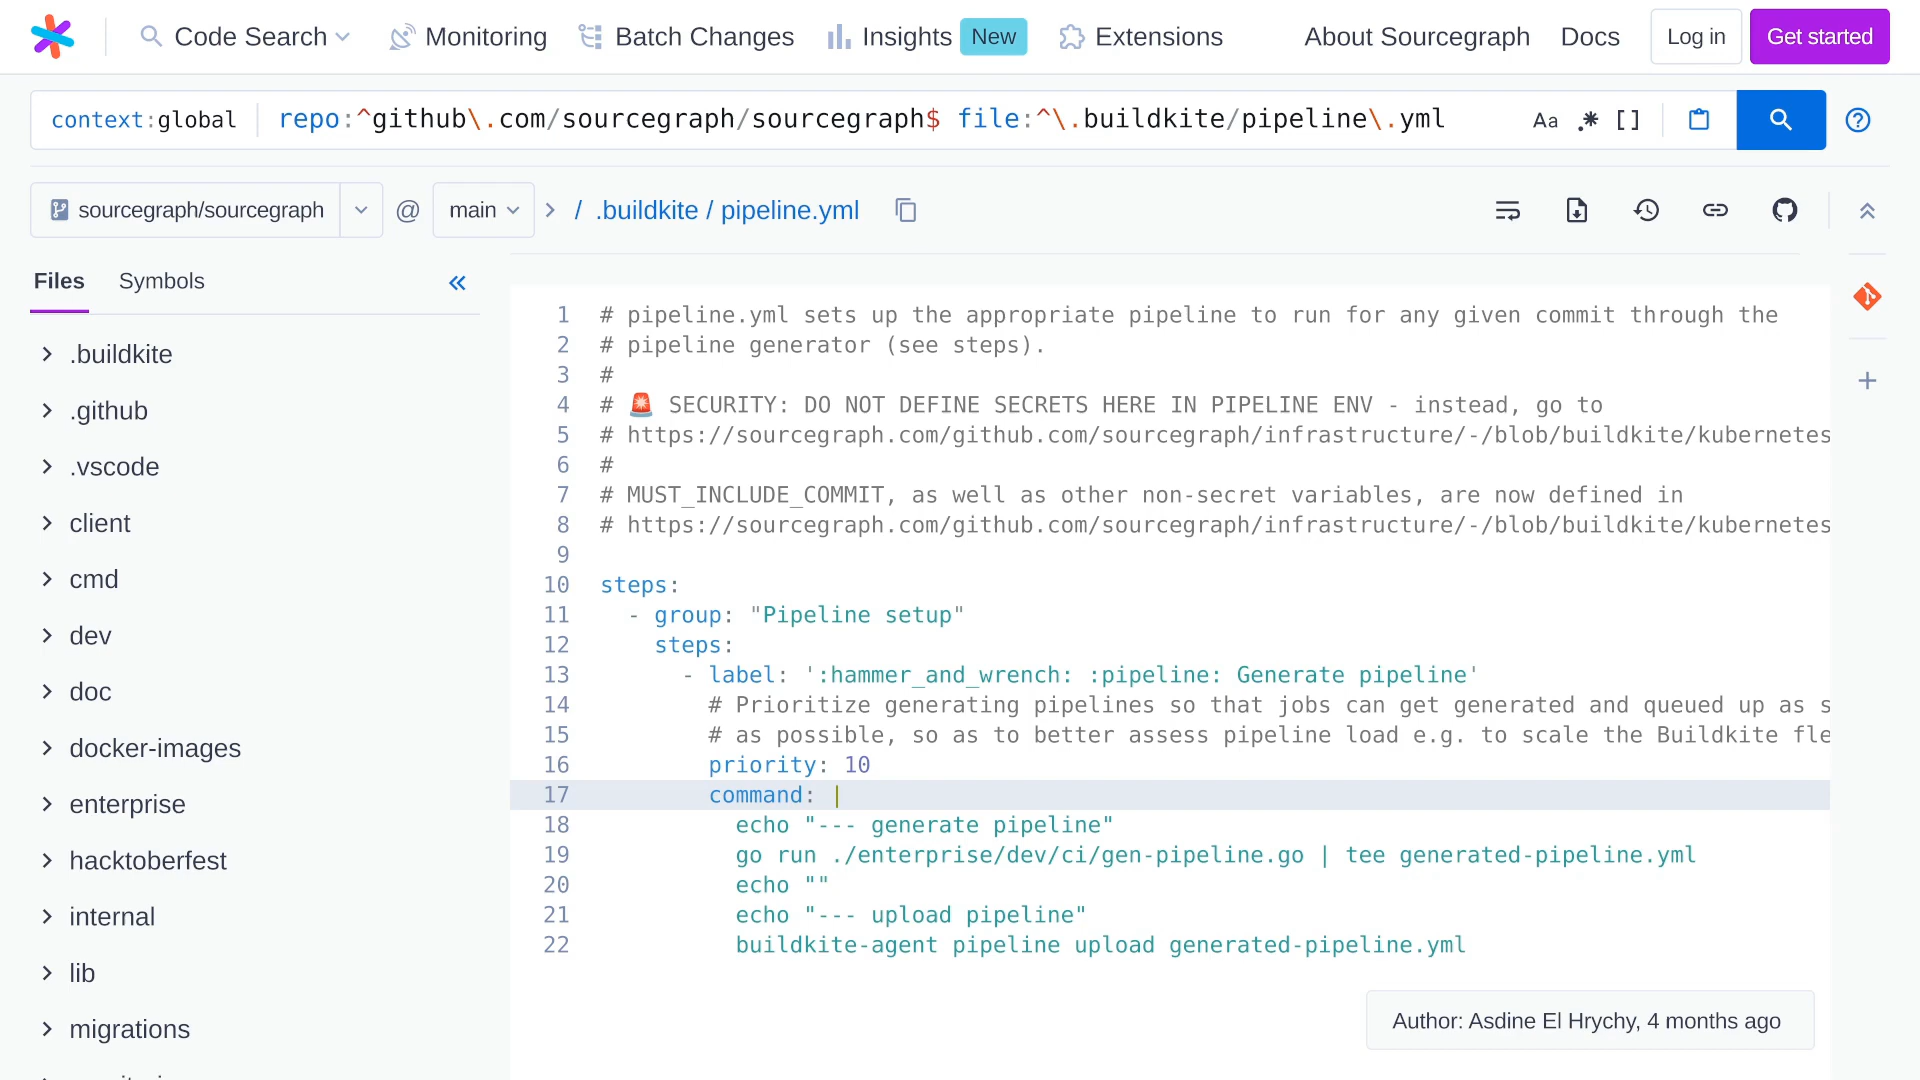 Code Search Monitoring Batch Changes Insights New Extensions About Sourcegraph Docs Log in Get started
context:global repo:^github\.com/sourcegraph/sourcegraph$ file:^\.buildkite/pipeline\.yml Aa .* []
sourcegraph/sourcegraph @ main / .buildkite / pipeline.yml
Files Symbols
.buildkite
.github
.vscode
client
cmd
dev
doc
docker-images
enterprise
hacktoberfest
internal
lib
migrations
1 # pipeline.yml sets up the appropriate pipeline to run for any given commit through the
2 # pipeline generator (see steps).
3 #
4 # 🚨 SECURITY: DO NOT DEFINE SECRETS HERE IN PIPELINE ENV - instead, go to
5 # https://sourcegraph.com/github.com/sourcegraph/infrastructure/-/blob/buildkite/kubernetes
6 #
7 # MUST_INCLUDE_COMMIT, as well as other non-secret variables, are now defined in
8 # https://sourcegraph.com/github.com/sourcegraph/infrastructure/-/blob/buildkite/kubernetes
9
10 steps:
11 - group: "Pipeline setup"
12 steps:
13 - label: ':hammer_and_wrench: :pipeline: Generate pipeline'
14 # Prioritize generating pipelines so that jobs can get generated and queued up as s
15 # as possible, so as to better assess pipeline load e.g. to scale the Buildkite fle
16 priority: 10
17 command: |
18 echo "--- generate pipeline"
19 go run ./enterprise/dev/ci/gen-pipeline.go | tee generated-pipeline.yml
20 echo ""
21 echo "--- upload pipeline"
22 buildkite-agent pipeline upload generated-pipeline.yml
Author: Asdine El Hrychy, 4 months ago